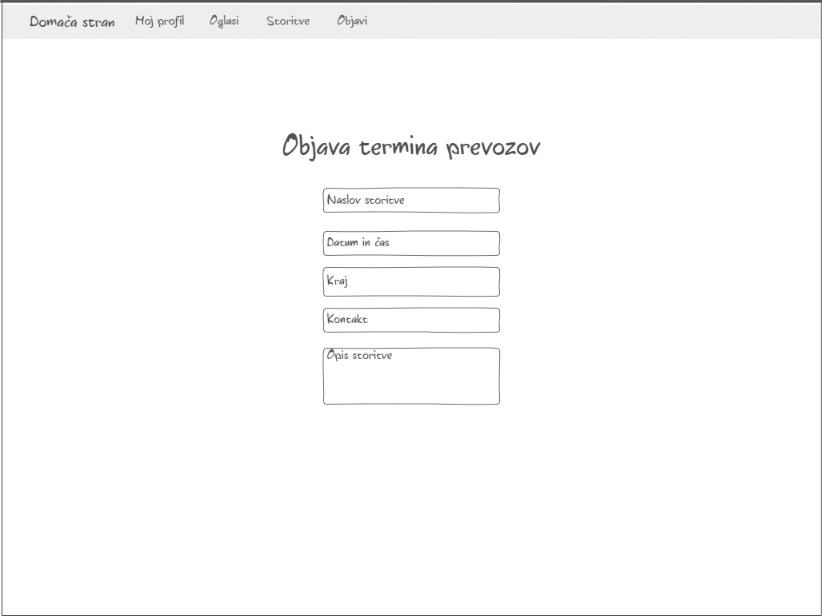 Domača stran Moj profil Oglasi Storitve Objavi
Objava termina prevozov
Naslov storitve
Datum in čas
Kraj
Kontakt
Opis storitve